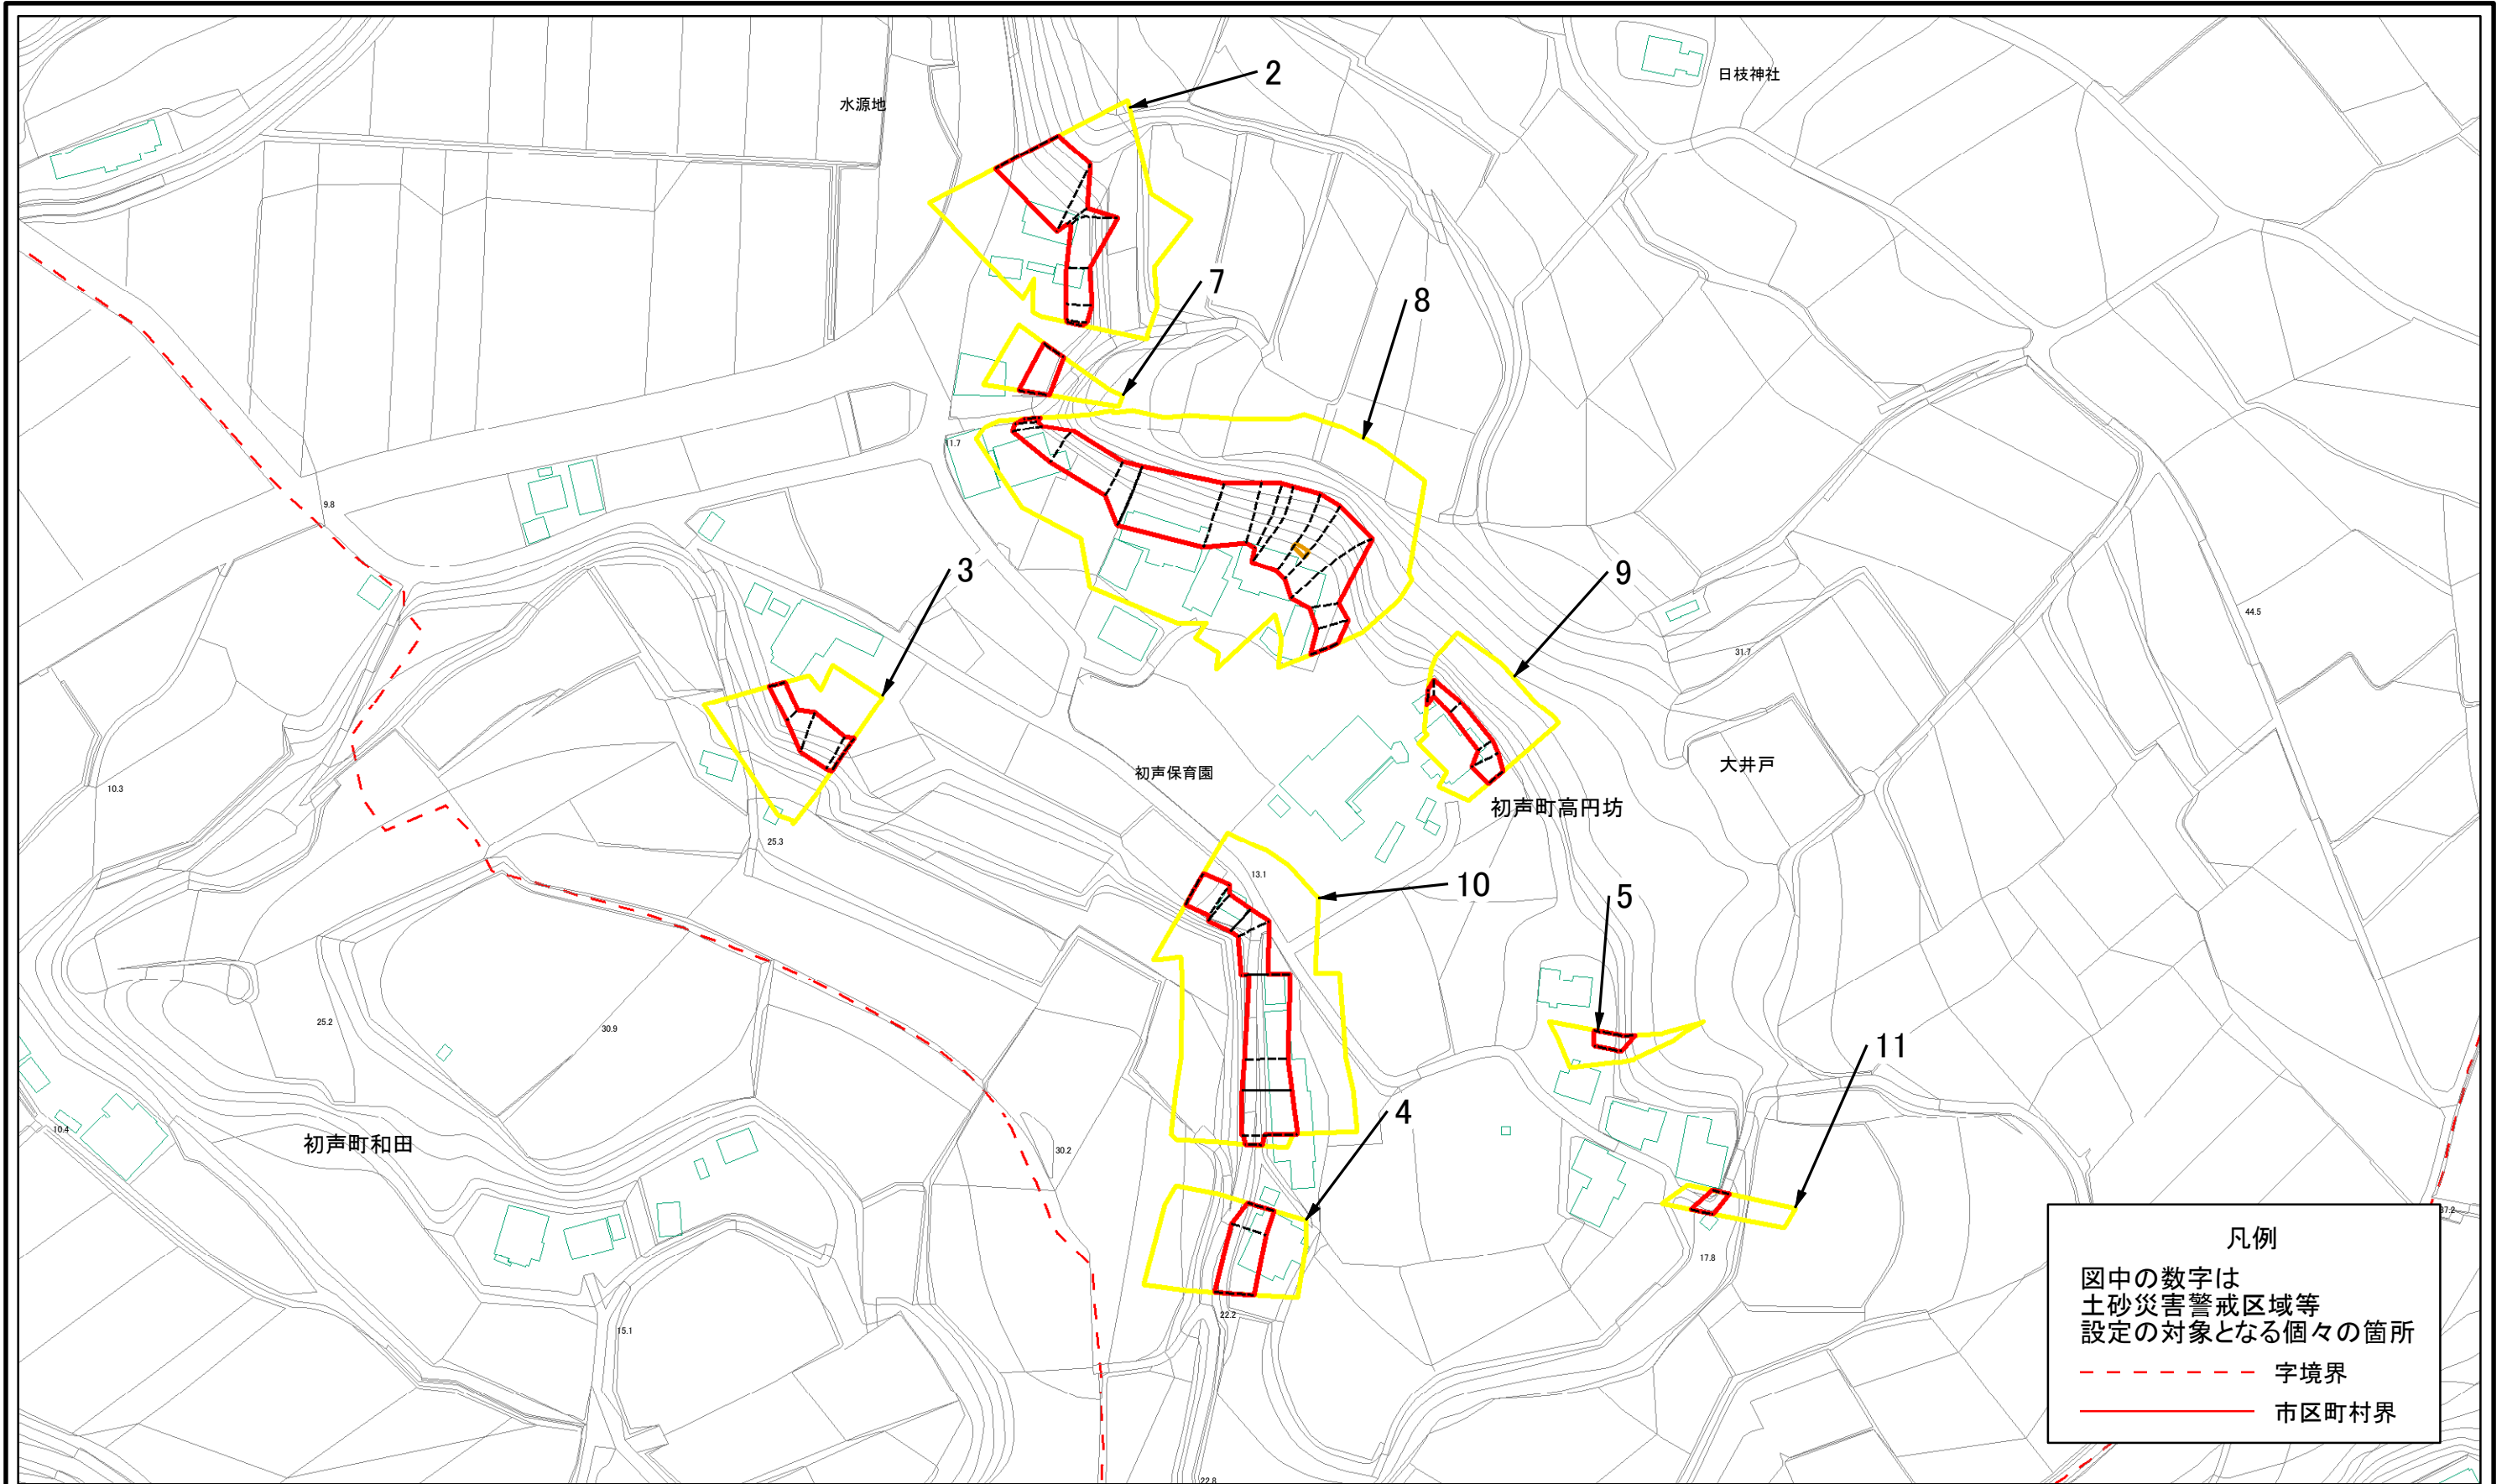 2
日枝神社
水源地
7
8
11.7
9.8
3
9
44.5
31.7
大井戸
初声保育園
10.3
初声町高円坊
25.3
13.1
10
5
25.2
30.9
11
4
10.4
初声町和田
30.2
37.2
17.8
22.2
15.1
22.8
凡例
図中の数字は
土砂災害警戒区域等
設定の対象となる個々の箇所
字境界
市区町村界